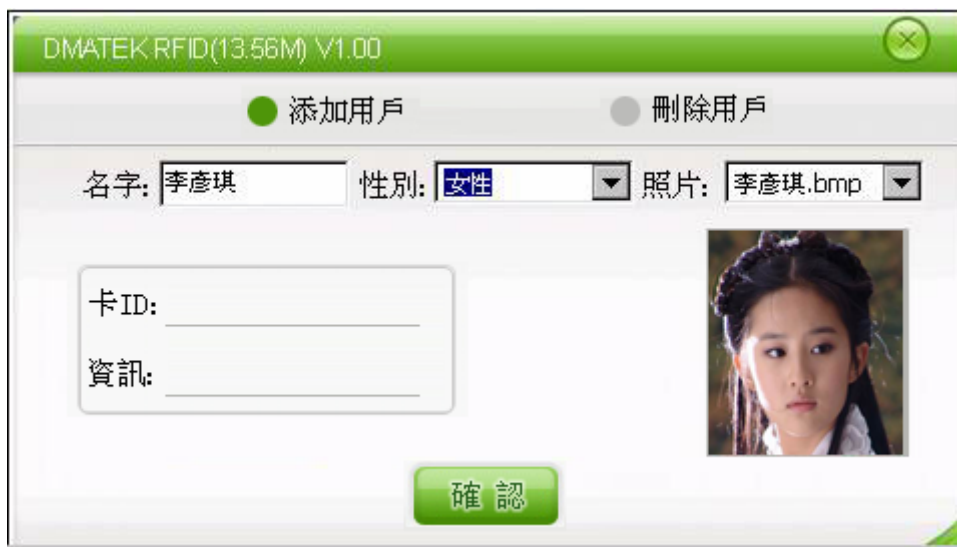 DMATEK RFID(13.56M) V1.00
添加用戶 刪除用戶
名字: 李彥琪 性別: 女性 照片: 李彥琪.bmp
卡ID:
資訊:
確 認